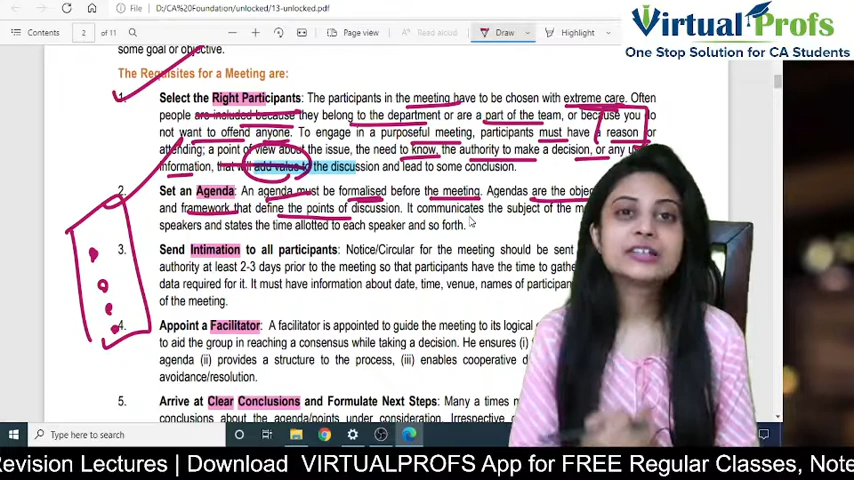 File
D:/CA%20Foundation/unlocked/13-unlocked.pdf
Contents
2
of 11
Page view
Read aloud
Draw
Highlight
Virtual Profs
One Stop Solution for CA Students
some goal or objective.
The Requisites for a Meeting are:
1.
Select the Right Participants: The participants in the meeting have to be chosen with extreme care. Often
people are included because they belong to the department or are a part of the team, or because you do
not want to offend anyone. To engage in a purposeful meeting, participants must have a reason for
attending; a point of view about the issue, the need to know, the authority to make a decision, or any
information, that will add value to the discussion and lead to some conclusion.
2.
Set an Agenda: An agenda must be formalised before the meeting. Agendas are the
and framework that define the points of discussion. It communicates the subject of the
speakers and states the time allotted to each speaker and so forth.
3.
Send Intimation to all participants: Notice/Circular for the meeting should be sent
authority at least 2-3 days prior to the meeting so that participants have the time to
data required for it. It must have information about date, time, venue, names of
of the meeting.
4.
Appoint a Facilitator: A facilitator is appointed to guide the meeting to its logical
to aid the group in reaching a consensus while taking a decision. He ensures (i)
agenda (ii) provides a structure to the process, (iii) enables cooperative
avoidance/resolution.
5.
Arrive at Clear Conclusions and Formulate Next Steps: Many a times
conclusions about the agenda/points under consideration. Irrespective
Type here to search
Revision Lectures | Download VIRTUALPROFS App for FREE Regular Classes,